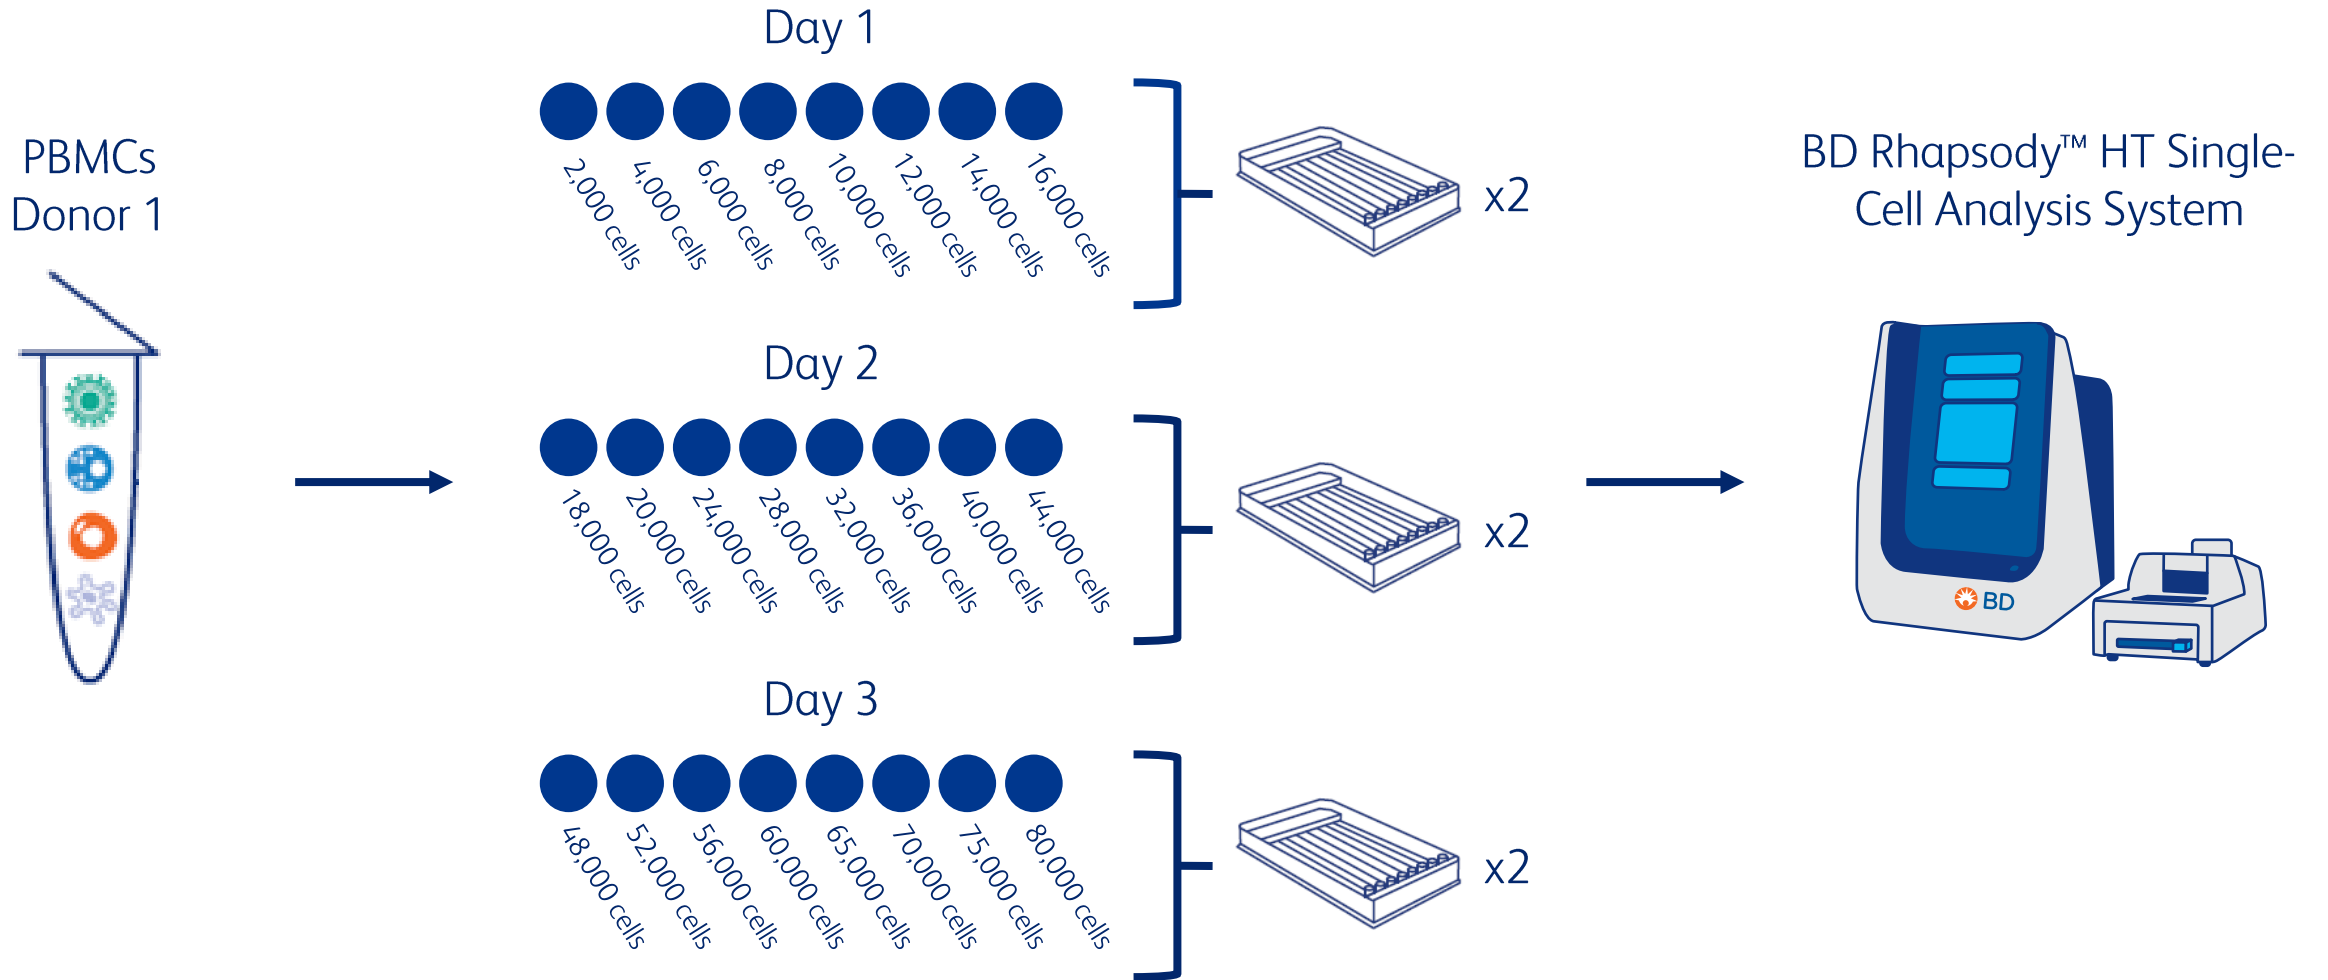 PBMCs
Donor 1
Day 1
2,000 cells
4,000 cells
6,000 cells
8,000 cells
10,000 cells
12,000 cells
14,000 cells
16,000 cells
x2
Day 2
18,000 cells
20,000 cells
24,000 cells
28,000 cells
32,000 cells
36,000 cells
40,000 cells
44,000 cells
x2
Day 3
48,000 cells
52,000 cells
56,000 cells
60,000 cells
65,000 cells
70,000 cells
75,000 cells
80,000 cells
x2
BD Rhapsody™ HT Single-
Cell Analysis System
BD